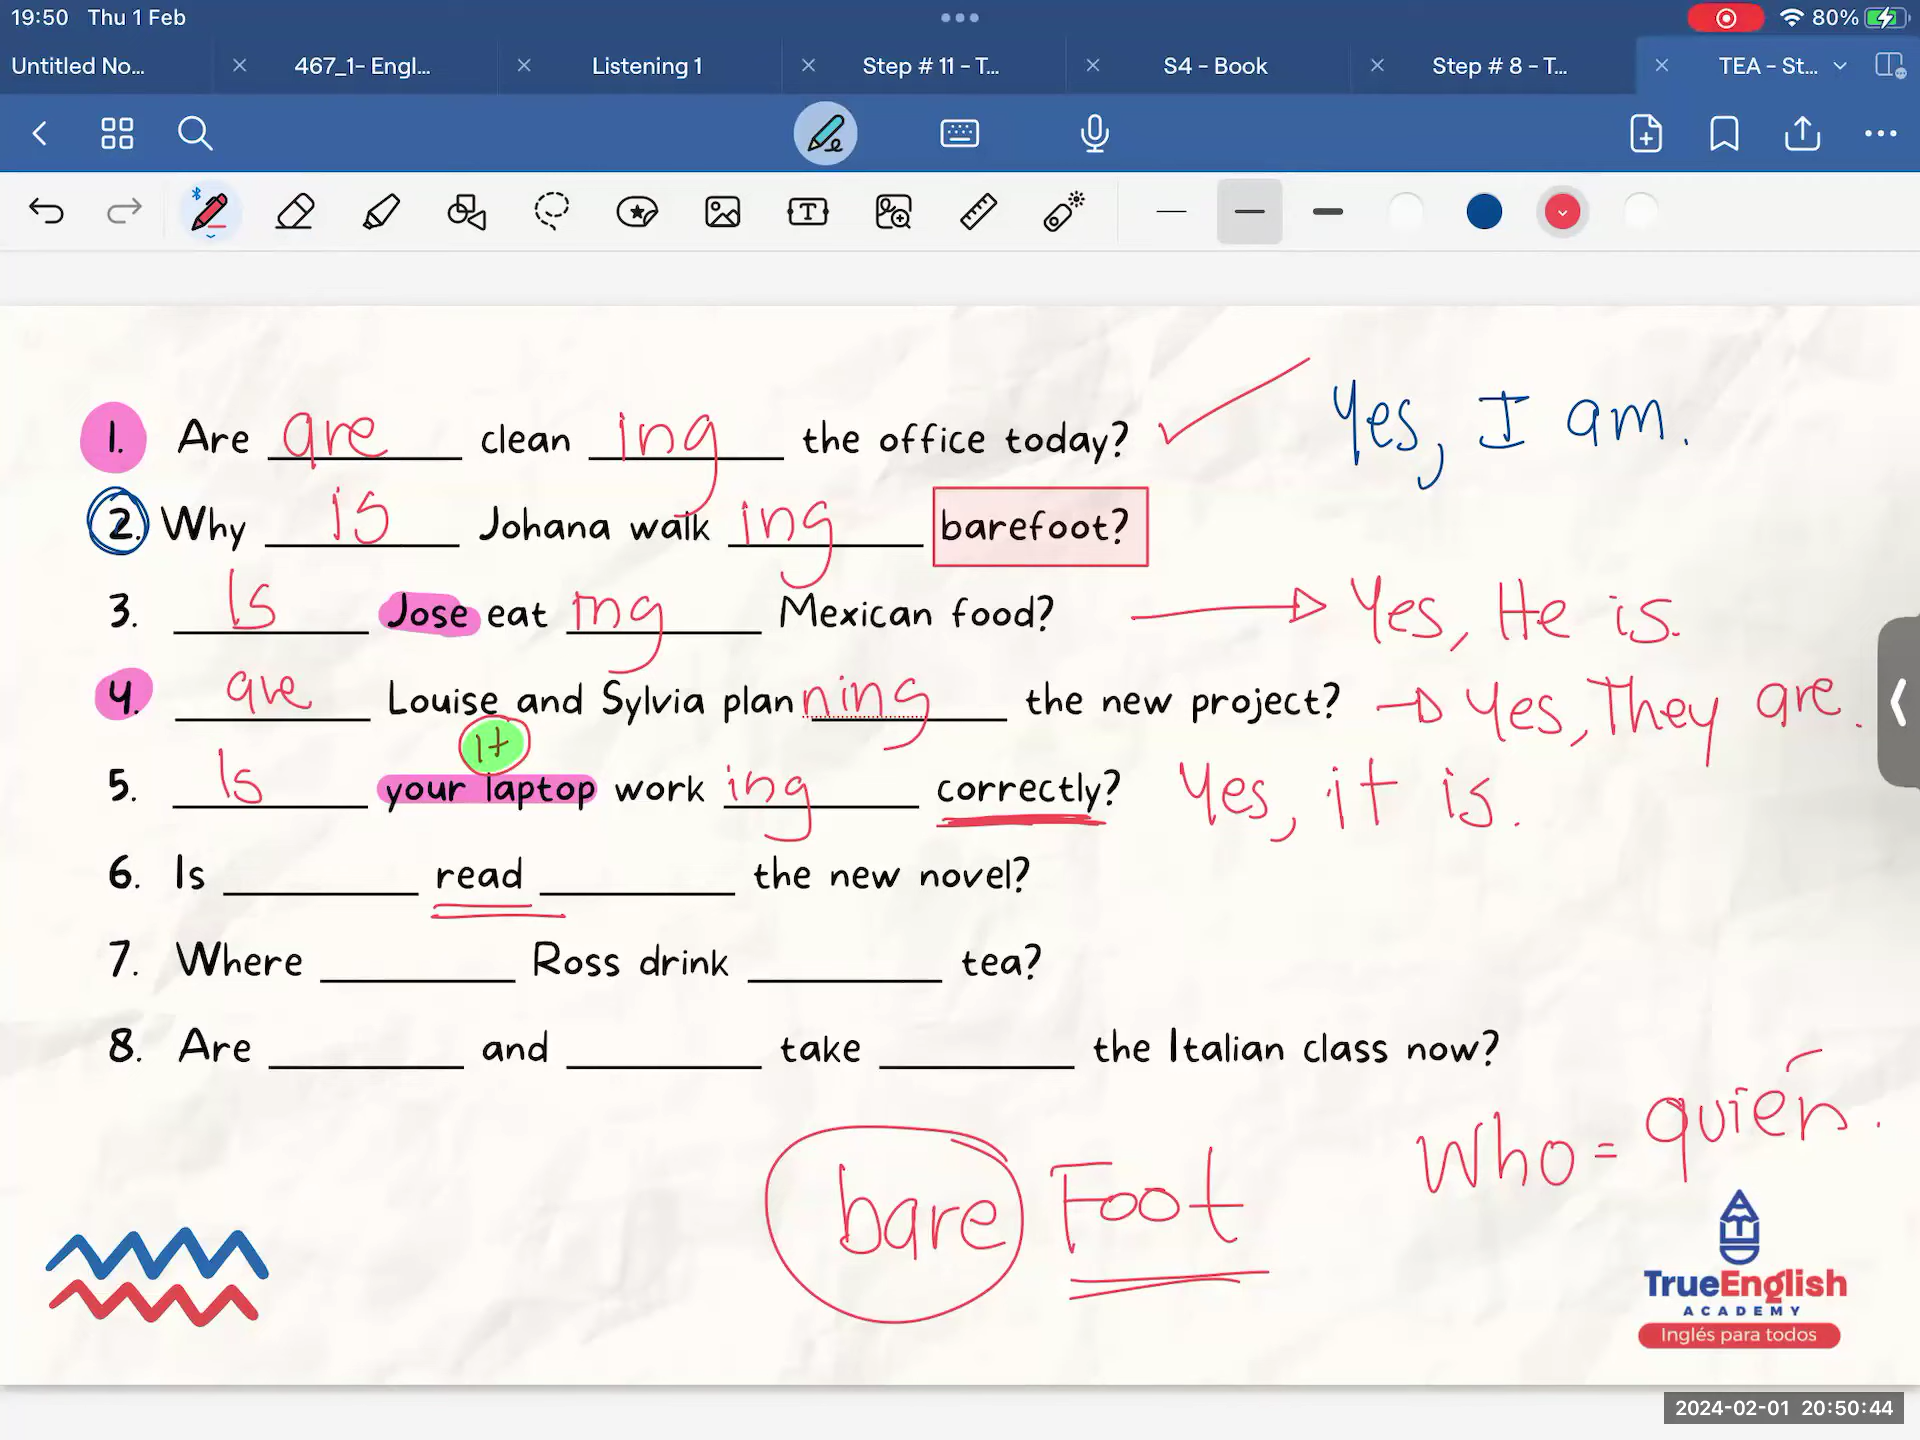 19:50 Thu 1 Feb 80%
Untitled No... 467_1- Engl... Listening 1 Step # 11 - T... S4 - Book Step # 8 - T... TEA - St...
1. Are are clean ing the office today? Yes, I am.
2. Why is Johana walk ing barefoot?
3. Is Jose eat ing Mexican food? Yes, He is.
4. are Louise and Sylvia plan ning the new project? Yes, They are.
It
5. Is your laptop work ing correctly? Yes, it is.
6. Is read the new novel?
7. Where Ross drink tea?
8. Are and take the Italian class now?
Who = quién.
bare Foot
TrueEnglish
ACADEMY
Inglés para todos
2024-02-01 20:50:44